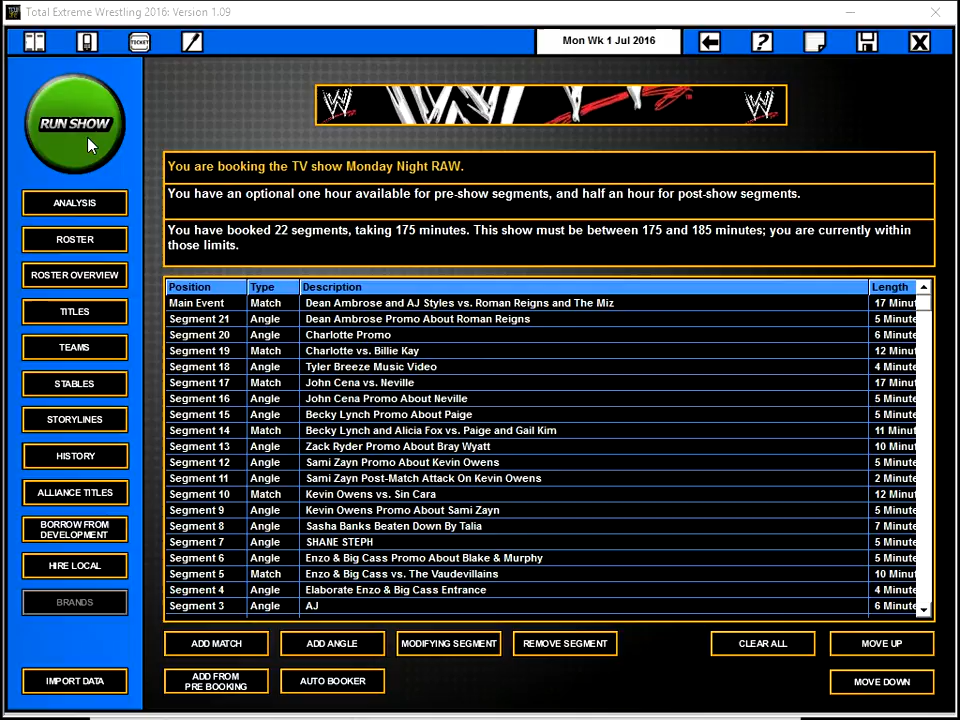 Total Extreme Wrestling 2016: Version 1.09
TICKET
Mon Wk 1 Jul 2016
?
X
RUN SHOW
ANALYSIS
ROSTER
ROSTER OVERVIEW
TITLES
TEAMS
STABLES
STORYLINES
HISTORY
ALLIANCE TITLES
BORROW FROM
DEVELOPMENT
HIRE LOCAL
BRANDS
IMPORT DATA
You are booking the TV show Monday Night RAW.
You have an optional one hour available for pre-show segments, and half an hour for post-show segments.
You have booked 22 segments, taking 175 minutes. This show must be between 175 and 185 minutes; you are currently within
those limits.
Position Type Description Length
Main Event Match Dean Ambrose and AJ Styles vs. Roman Reigns and The Miz 17 Minut
Segment 21 Angle Dean Ambrose Promo About Roman Reigns 5 Minute
Segment 20 Angle Charlotte Promo 6 Minute
Segment 19 Match Charlotte vs. Billie Kay 12 Minut
Segment 18 Angle Tyler Breeze Music Video 4 Minute
Segment 17 Match John Cena vs. Neville 17 Minut
Segment 16 Angle John Cena Promo About Neville 5 Minute
Segment 15 Angle Becky Lynch Promo About Paige 5 Minute
Segment 14 Match Becky Lynch and Alicia Fox vs. Paige and Gail Kim 11 Minut
Segment 13 Angle Zack Ryder Promo About Bray Wyatt 10 Minut
Segment 12 Angle Sami Zayn Promo About Kevin Owens 5 Minute
Segment 11 Angle Sami Zayn Post-Match Attack On Kevin Owens 2 Minute
Segment 10 Match Kevin Owens vs. Sin Cara 12 Minut
Segment 9 Angle Kevin Owens Promo About Sami Zayn 5 Minute
Segment 8 Angle Sasha Banks Beaten Down By Talia 7 Minute
Segment 7 Angle SHANE STEPH 5 Minute
Segment 6 Angle Enzo & Big Cass Promo About Blake & Murphy 5 Minute
Segment 5 Match Enzo & Big Cass vs. The Vaudevillains 10 Minut
Segment 4 Angle Elaborate Enzo & Big Cass Entrance 4 Minute
Segment 3 Angle AJ 6 Minute
ADD MATCH ADD ANGLE MODIFYING SEGMENT REMOVE SEGMENT CLEAR ALL MOVE UP
ADD FROM
PRE BOOKING
AUTO BOOKER MOVE DOWN